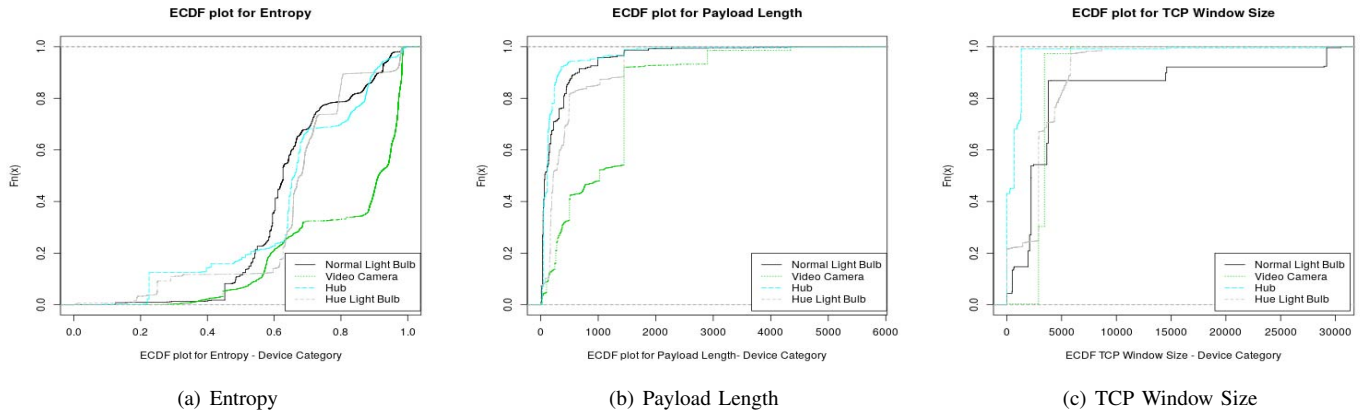 ECDF plot for Entropy
Fn(x)
1.0
0.8
0.6
0.4
0.2
0.0
Normal Light Bulb
Video Camera
Hub
Hue Light Bulb
0.0 0.2 0.4 0.6 0.8 1.0
ECDF plot for Entropy - Device Category
(a) Entropy
ECDF plot for Payload Length
Fn(x)
1.0
0.8
0.6
0.4
0.2
0.0
Normal Light Bulb
Video Camera
Hub
Hue Light Bulb
0 1000 2000 3000 4000 5000 6000
ECDF plot for Payload Length- Device Category
(b) Payload Length
ECDF plot for TCP Window Size
Fn(x)
1.0
0.8
0.6
0.4
0.2
0.0
Normal Light Bulb
Video Camera
Hub
Hue Light Bulb
0 5000 10000 15000 20000 25000 30000
ECDF TCP Window Size - Device Category
(c) TCP Window Size